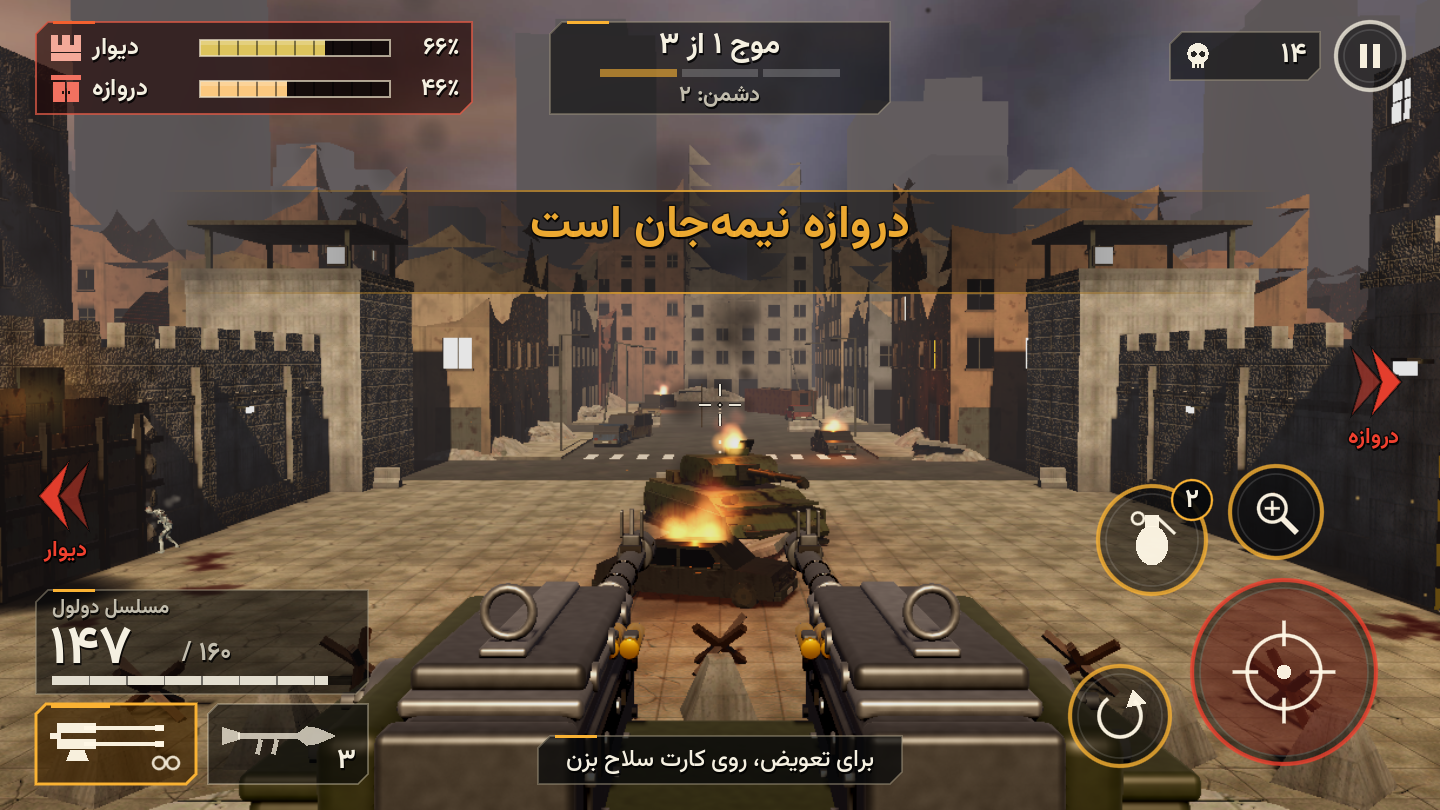 دیوار ۶۶٪
دروازه ۴۶٪
موج ۱ از ۳
دشمن: ۲
۱۴
دروازه نیمه‌جان است
دروازه
دیوار
۲
مسلسل دولول
۱۴۷ / ۱۶۰
∞
۳
برای تعویض، روی کارت سلاح بزن